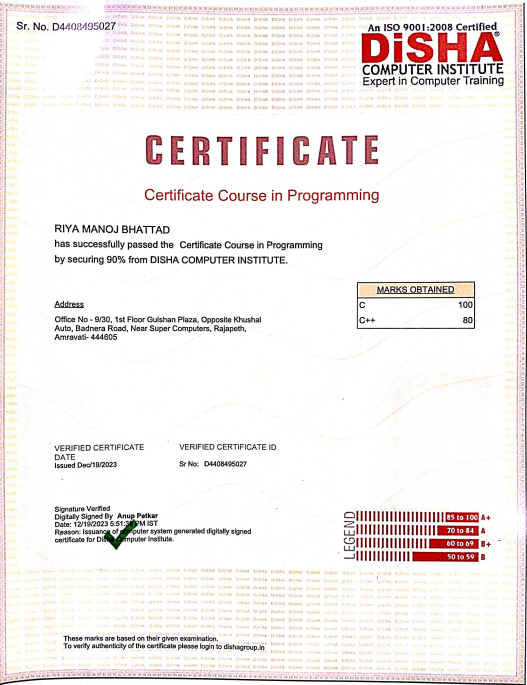 Sr. No. D4408495027
An ISO 9001:2008 Certified
DiSHA®
COMPUTER INSTITUTE
Expert in Computer Training
CERTIFICATE
Certificate Course in Programming
RIYA MANOJ BHATTAD
has successfully passed the Certificate Course in Programming
by securing 90% from DISHA COMPUTER INSTITUTE.
MARKS OBTAINED
C 100
C++ 80
Address
Office No - 9/30, 1st Floor Gulshan Plaza, Opposite Khushal
Auto, Badnera Road, Near Super Computers, Rajapeth,
Amravati- 444605
VERIFIED CERTIFICATE
DATE
Issued Dec/19/2023
VERIFIED CERTIFICATE ID
Sr No: D4408495027
Signature Verified
Digitally Signed By Anup Petkar
Date: 12/19/2023 5:51: PM IST
Reason: Issuance of computer system generated digitally signed
certificate for Disha Computer Institute.
LEGEND
85 to 100 A+
70 to 84 A
60 to 69 B+
50 to 59 B
These marks are based on their given examination.
To verify authenticity of the certificate please login to dishagroup.in